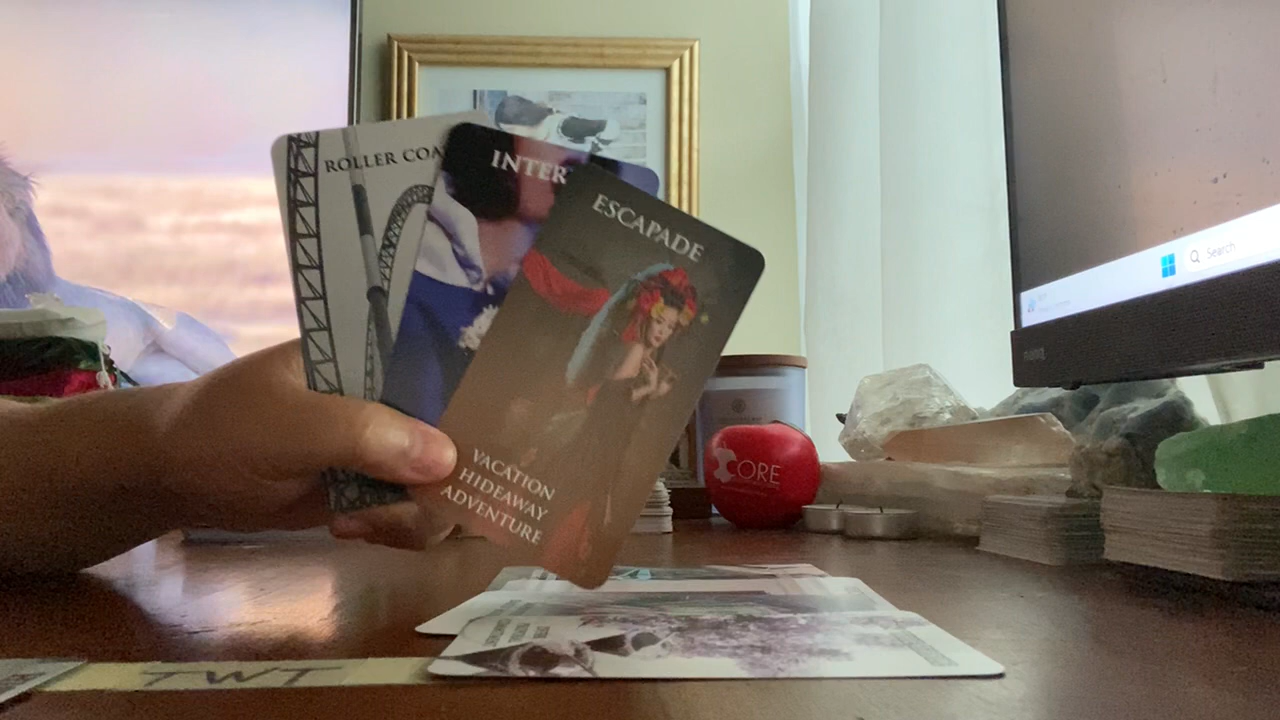 ROLLER COA
INTER
ESCAPADE
VACATION
HIDEAWAY
ADVENTURE
CORE
Search
TWT